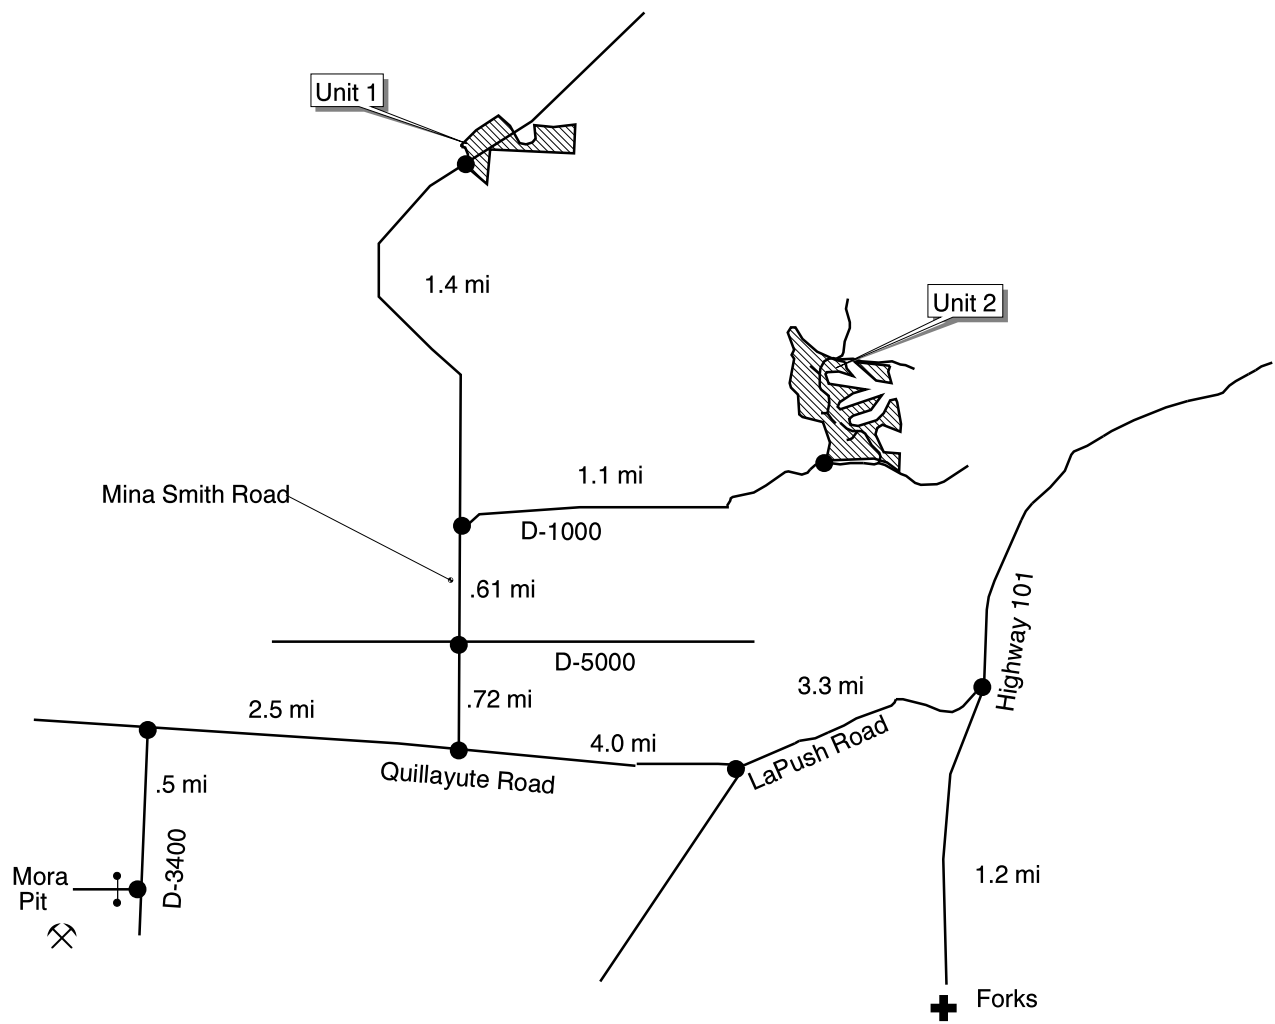 Unit 1
1.4 mi
Unit 2
1.1 mi
Mina Smith Road
D-1000
.61 mi
Highway 101
D-5000
3.3 mi
.72 mi
2.5 mi
4.0 mi
LaPush Road
Quillayute Road
.5 mi
D-3400
Mora
Pit
1.2 mi
Forks